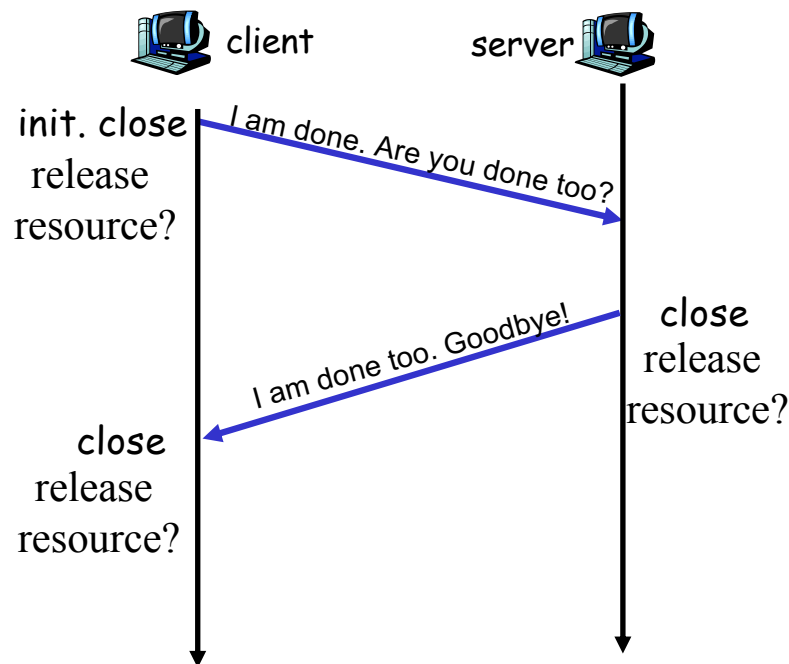 client
server
init. close
release
resource?
I am done. Are you done too?
I am done too. Goodbye!
close
release
resource?
close
release
resource?